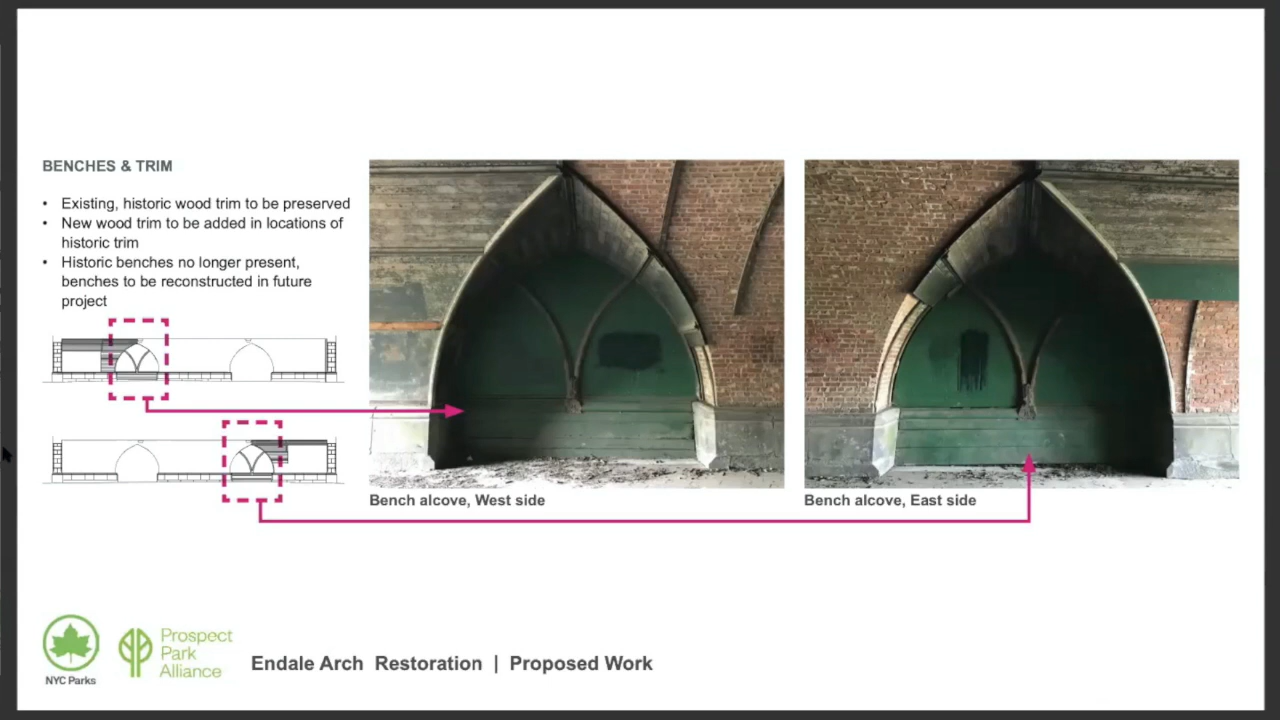 BENCHES & TRIM
• Existing, historic wood trim to be preserved
• New wood trim to be added in locations of
historic trim
• Historic benches no longer present,
benches to be reconstructed in future
project
Bench alcove, West side
Bench alcove, East side
NYC Parks
Prospect
Park
Alliance
Endale Arch Restoration | Proposed Work